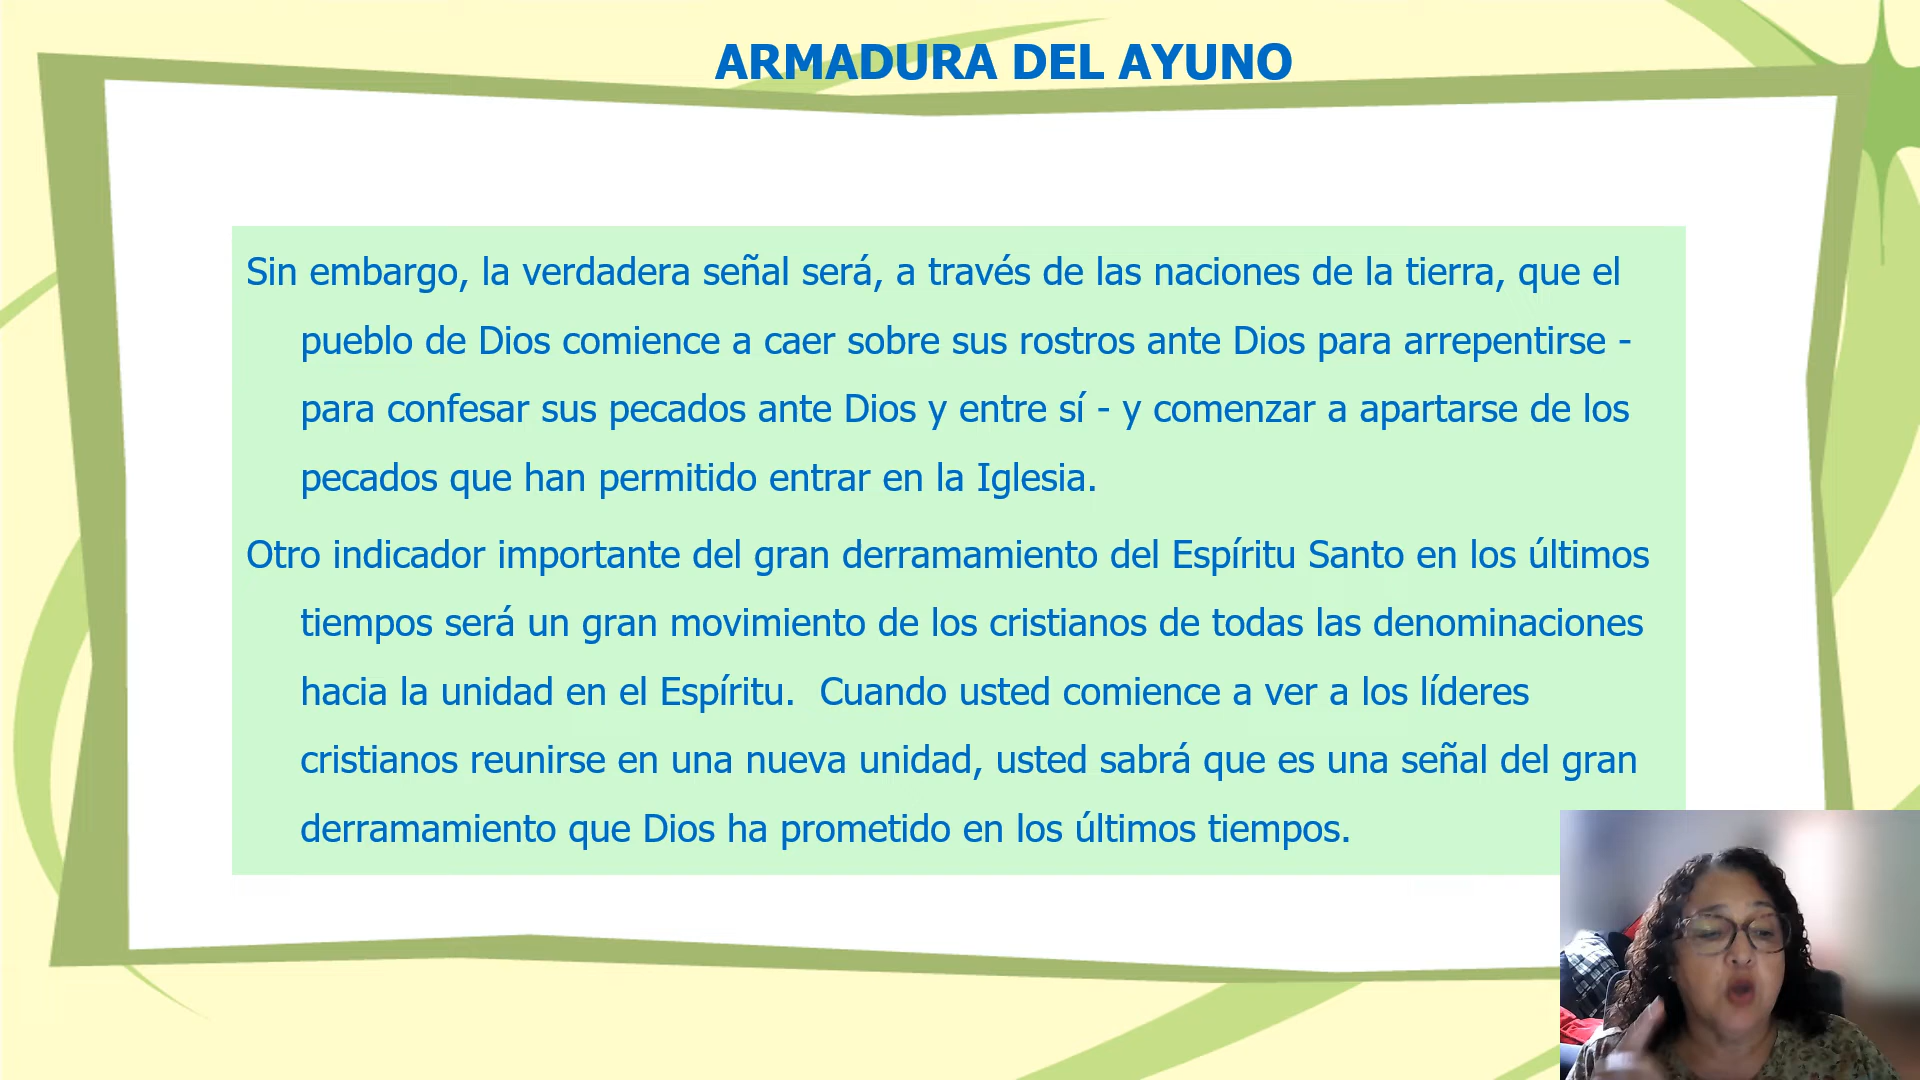 ARMADURA DEL AYUNO
Sin embargo, la verdadera señal será, a través de las naciones de la tierra, que el
pueblo de Dios comience a caer sobre sus rostros ante Dios para arrepentirse -
para confesar sus pecados ante Dios y entre sí - y comenzar a apartarse de los
pecados que han permitido entrar en la Iglesia.
Otro indicador importante del gran derramamiento del Espíritu Santo en los últimos
tiempos será un gran movimiento de los cristianos de todas las denominaciones
hacia la unidad en el Espíritu.  Cuando usted comience a ver a los líderes
cristianos reunirse en una nueva unidad, usted sabrá que es una señal del gran
derramamiento que Dios ha prometido en los últimos tiempos.